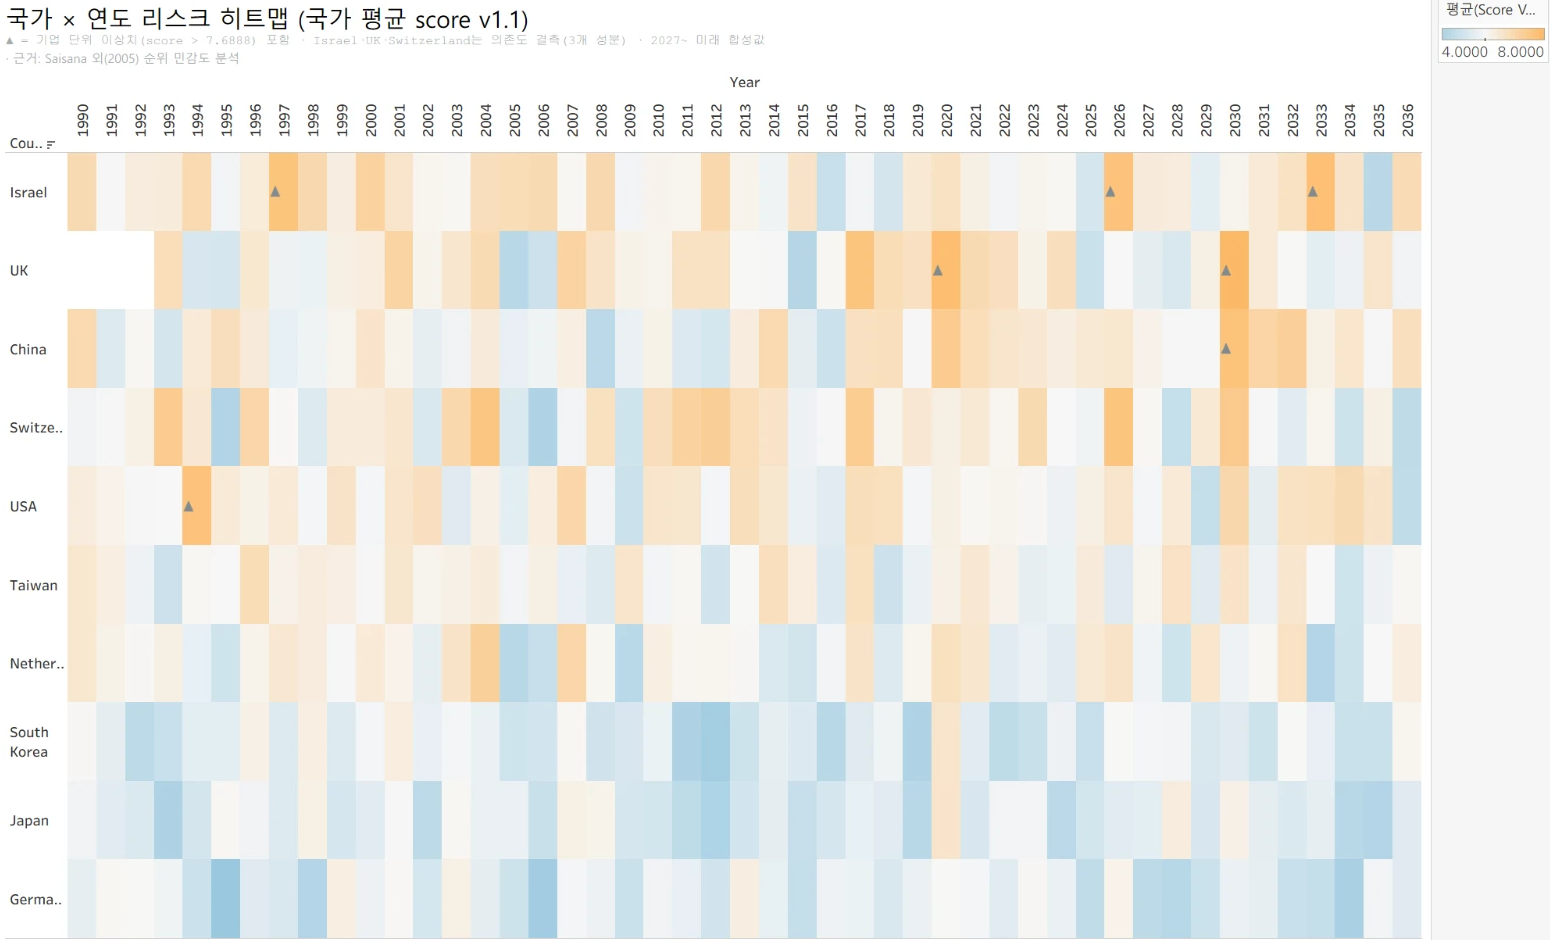 국가 × 연도 리스크 히트맵 (국가 평균 score v1.1)
▲ = 기업 단위 이상치(score > 7.6888) 포함 · Israel·UK·Switzerland는 의존도 결측(3개 성분) · 2027~ 미래 합성값
· 근거: Saisana 외(2005) 순위 민감도 분석
평균(Score V...
4.0000 8.0000
Year
Cou.. 1990 1991 1992 1993 1994 1995 1996 1997 1998 1999 2000 2001 2002 2003 2004 2005 2006 2007 2008 2009 2010 2011 2012 2013 2014 2015 2016 2017 2018 2019 2020 2021 2022 2023 2024 2025 2026 2027 2028 2029 2030 2031 2032 2033 2034 2035 2036
Israel
UK
China
Switze..
USA
Taiwan
Nether..
South
Korea
Japan
Germa..